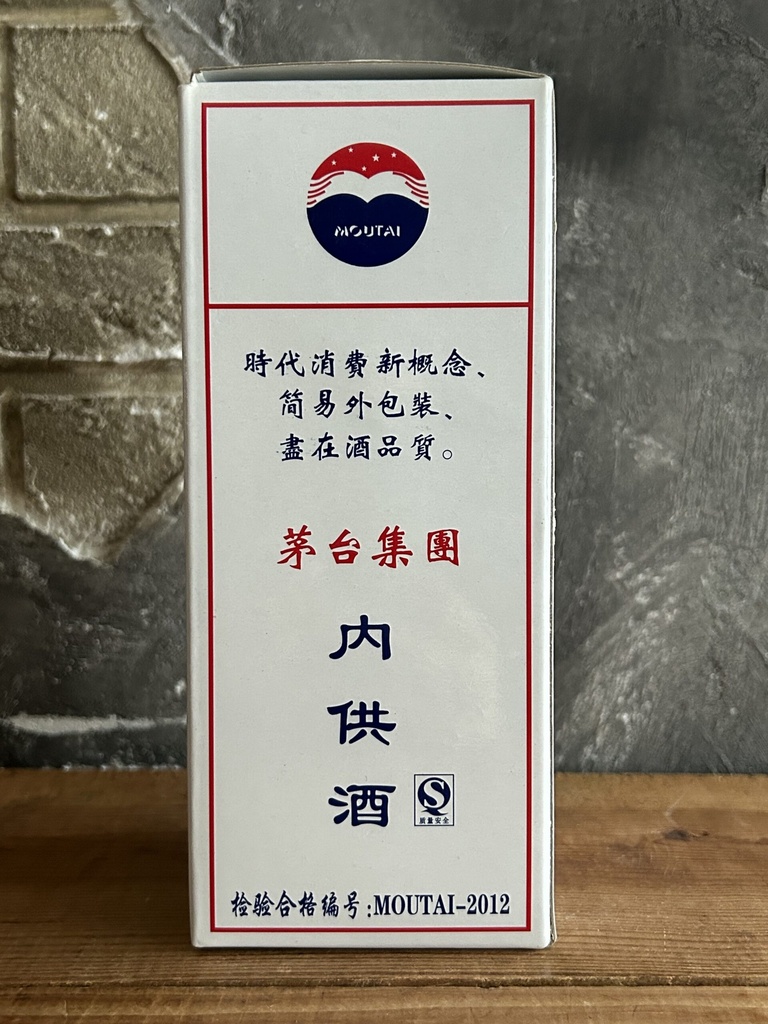 MOUTAI
時代消費新概念、
简易外包裝、
盡在酒品質。
茅台集團
内
供
酒
质量安全
检验合格编号:MOUTAI-2012